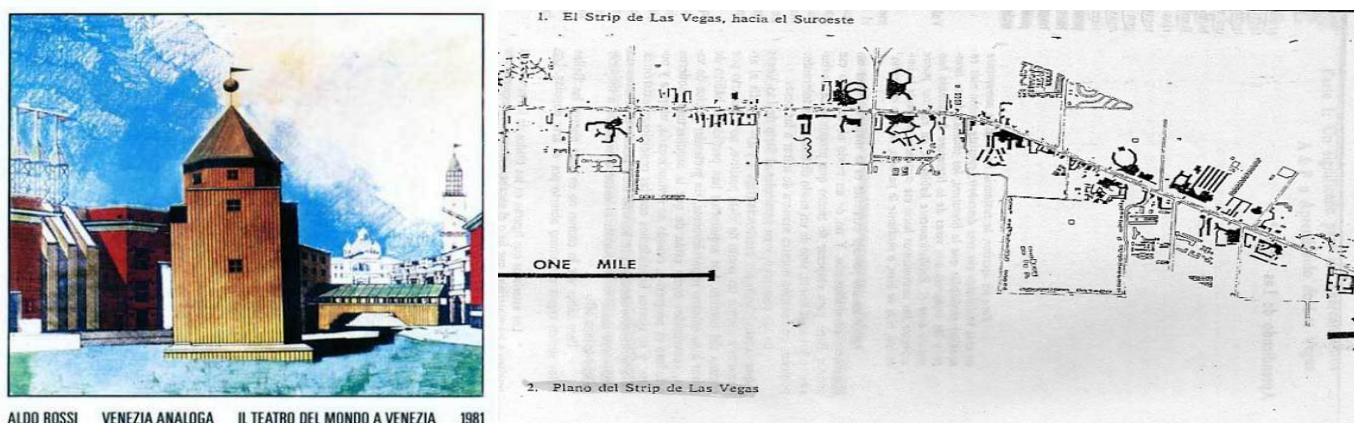 ALDO ROSSI VENEZIA ANALOGA IL TEATRO DEL MONDO A VENEZIA 1981
1. El Strip de Las Vegas, hacia el Suroeste
ONE MILE
2. Plano del Strip de Las Vegas